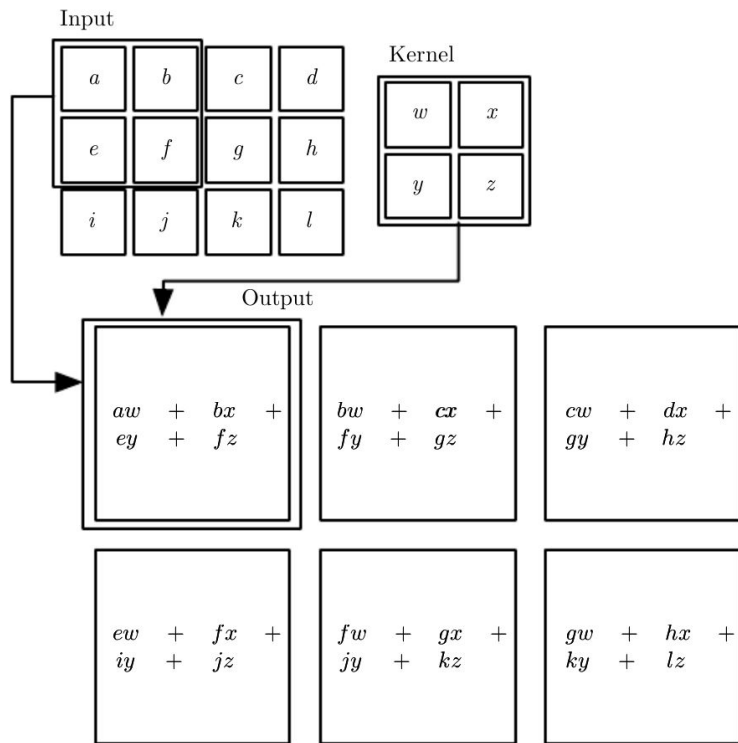 Input
a b c d
Kernel
w x
e f g h
y z
i j k l
Output
aw + bx + bw + cx + cw + dx +
ey + fz fy + gz gy + hz
ew + fx + fw + gx + gw + hx +
iy + jz jy + kz ky + lz